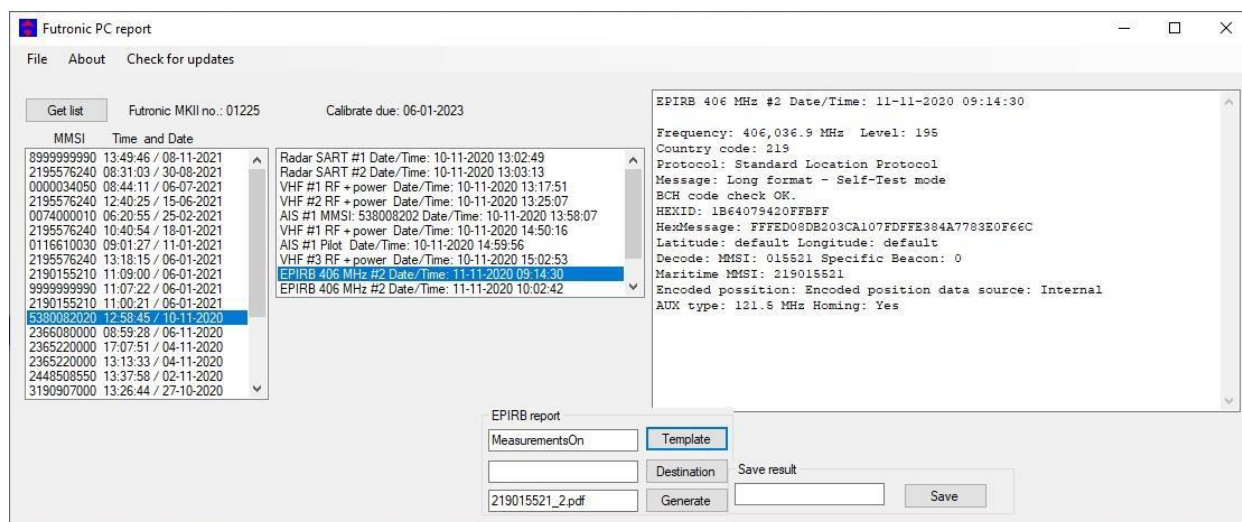 Futronic PC report
File About Check for updates
Get list Futronic MKII no.: 01225 Calibrate due: 06-01-2023
MMSI Time and Date
8999999990 13:49:46 / 08-11-2021
2195576240 08:31:03 / 30-08-2021
0000034050 08:44:11 / 06-07-2021
2195576240 12:40:25 / 15-06-2021
0074000010 06:20:55 / 25-02-2021
2195576240 10:40:54 / 18-01-2021
0116610030 09:01:27 / 11-01-2021
2195576240 13:18:15 / 06-01-2021
2190155210 11:09:00 / 06-01-2021
9999999990 11:07:22 / 06-01-2021
2190155210 11:00:21 / 06-01-2021
5380082020 12:58:45 / 10-11-2020
2366080000 08:59:28 / 06-11-2020
2365220000 17:07:51 / 04-11-2020
2365220000 13:13:33 / 04-11-2020
2448508550 13:37:58 / 02-11-2020
3190907000 13:26:44 / 27-10-2020
Radar SART #1 Date/Time: 10-11-2020 13:02:49
Radar SART #2 Date/Time: 10-11-2020 13:03:13
VHF #1 RF + power Date/Time: 10-11-2020 13:17:51
VHF #2 RF + power Date/Time: 10-11-2020 13:25:07
AIS #1 MMSI: 538008202 Date/Time: 10-11-2020 13:58:07
VHF #1 RF + power Date/Time: 10-11-2020 14:50:16
AIS #1 Pilot Date/Time: 10-11-2020 14:59:56
VHF #3 RF + power Date/Time: 10-11-2020 15:02:53
EPIRB 406 MHz #2 Date/Time: 11-11-2020 09:14:30
EPIRB 406 MHz #2 Date/Time: 11-11-2020 10:02:42
EPIRB 406 MHz #2 Date/Time: 11-11-2020 09:14:30
Frequency: 406,036.9 MHz Level: 195
Country code: 219
Protocol: Standard Location Protocol
Message: Long format - Self-Test mode
BCH code check OK.
HEXID: 1B64079420FFBFF
HexMessage: FFFED08DB203CA107FDFFE384A7783E0F66C
Latitude: default Longitude: default
Decode: MMSI: 015521 Specific Beacon: 0
Maritime MMSI: 219015521
Encoded possition: Encoded position data source: Internal
AUX type: 121.5 MHz Homing: Yes
EPIRB report
MeasurementsOn Template
Destination
219015521_2.pdf Generate
Save result
Save